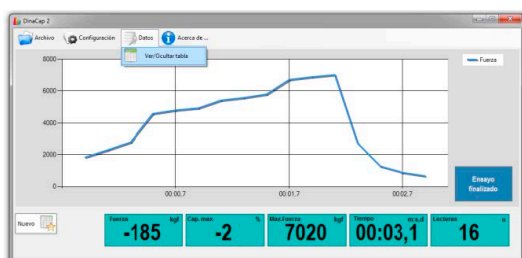 DinaCap 2
Archivo Configuración Datos Acerca de ...
Ver/Ocultar tabla
8000
6000
4000
2000
0
00:00,7 00:01,7 00:02,7
Fuerza
Ensayo
finalizado
Nuevo
Fuerza kgf
-185
Cap. max %
-2
Max.Fuerza kgf
7020
Tiempo m:s,d
00:03,1
Lecturas n
16